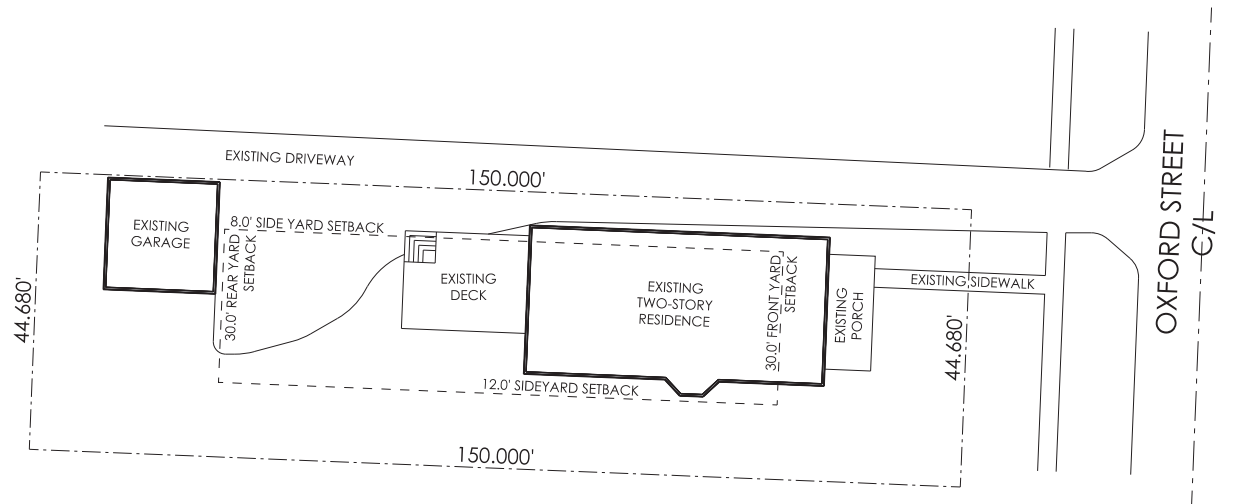 EXISTING DRIVEWAY
150.000'
EXISTING
GARAGE
8.0' SIDE YARD SETBACK
30.0' REAR YARD
SETBACK
EXISTING
DECK
EXISTING
TWO-STORY
RESIDENCE
30.0' FRONT YARD
SETBACK
EXISTING
PORCH
EXISTING SIDEWALK
44.680'
44.680'
12.0' SIDEYARD SETBACK
150.000'
OXFORD STREET
C/L